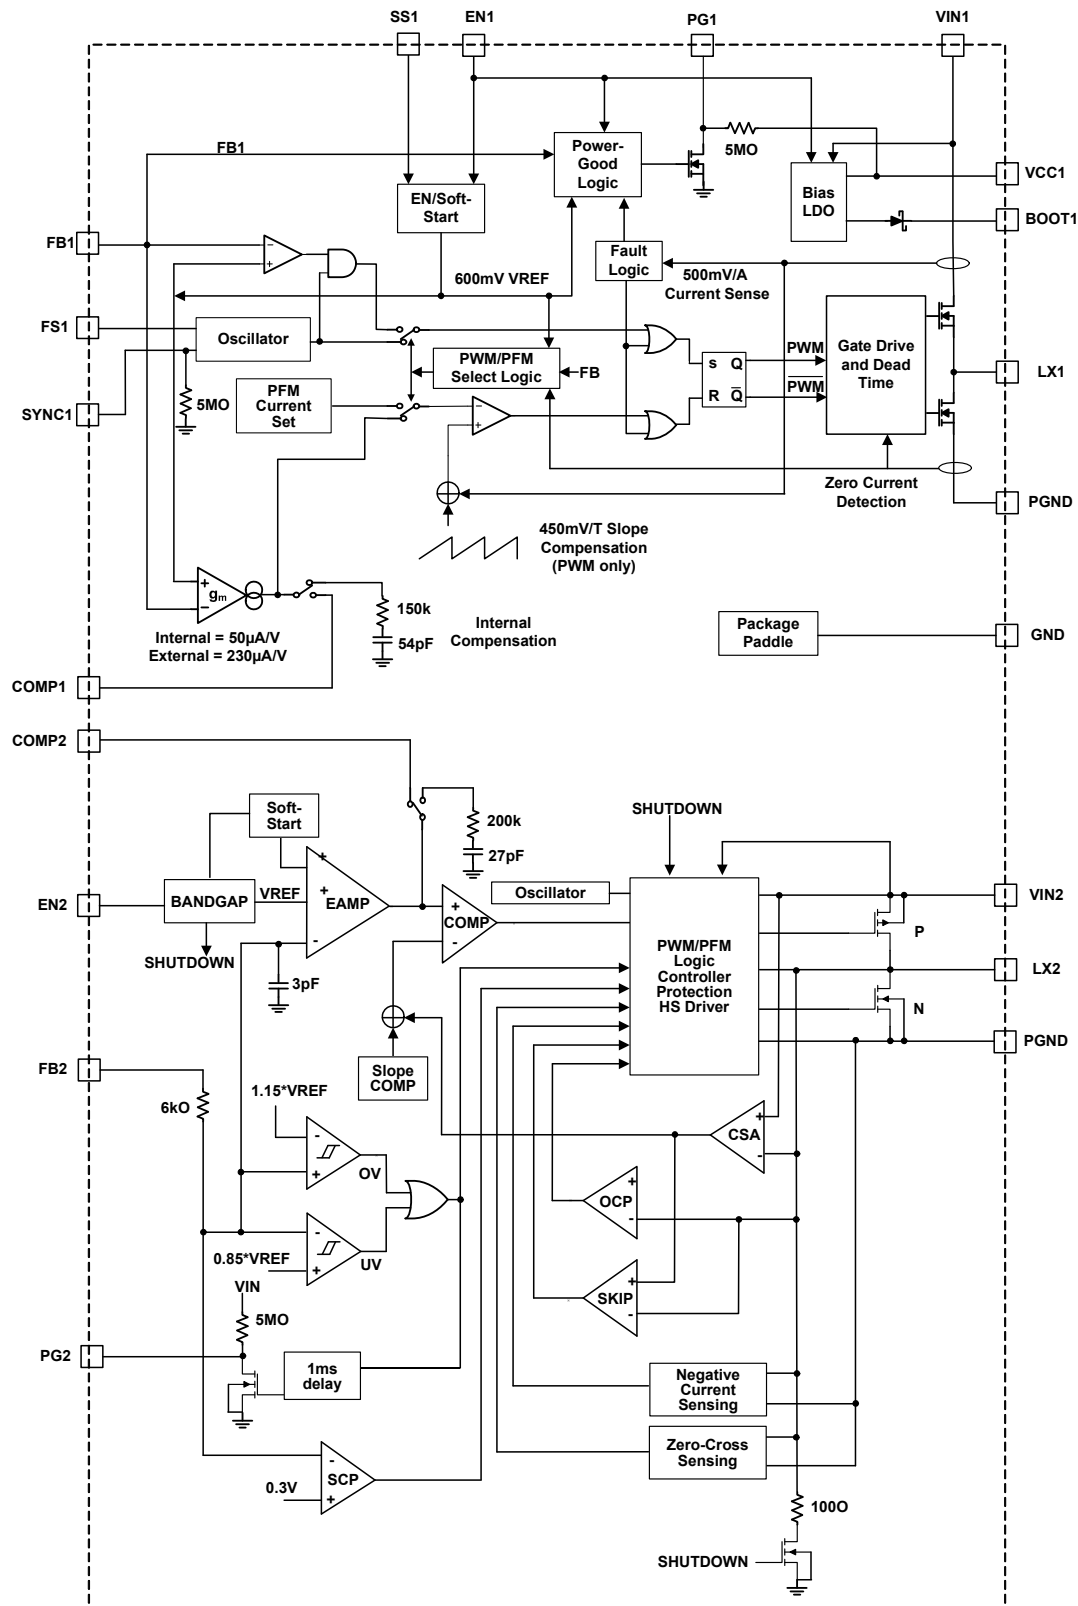 SS1
EN1
PG1
VIN1
FB1
Power-
Good
Logic
5MO
Bias
LDO
VCC1
BOOT1
EN/Soft-
Start
FB1
−
+
Fault
Logic
500mV/A
Current Sense
600mV VREF
FS1
Oscillator
SYNC1
5MO
PFM
Current
Set
PWM/PFM
Select Logic
FB
−
+
S Q
R Q
PWM
PWM
Gate Drive
and Dead
Time
LX1
Zero Current
Detection
PGND
450mV/T Slope
Compensation
(PWM only)
+
gm
−
Internal = 50µA/V
External = 230µA/V
150k
54pF
Internal
Compensation
Package
Paddle
GND
COMP1
COMP2
Soft-
Start
200k
27pF
SHUTDOWN
EN2
BANDGAP
VREF
+
+
EAMP
-
SHUTDOWN
3pF
+
COMP
-
Oscillator
PWM/PFM
Logic
Controller
Protection
HS Driver
VIN2
P
LX2
N
PGND
Slope
COMP
FB2
6kO
1.15*VREF
-
+
OV
-
+
UV
0.85*VREF
+
CSA
-
+
OCP
-
+
SKIP
-
VIN
5MO
PG2
1ms
delay
Negative
Current
Sensing
Zero-Cross
Sensing
-
SCP
+
0.3V
100O
SHUTDOWN